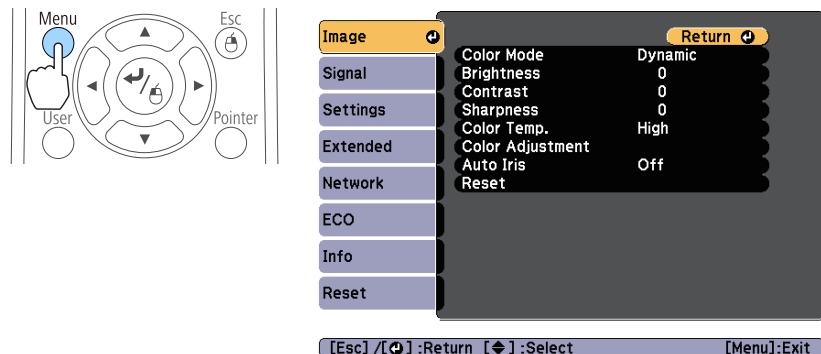 Menu
Esc
User
Pointer
Image
Return
Color Mode Dynamic
Brightness 0
Contrast 0
Sharpness 0
Color Temp. High
Color Adjustment
Auto Iris Off
Reset
Signal
Settings
Extended
Network
ECO
Info
Reset
[Esc] /[ ] :Return [ ] :Select [Menu]:Exit